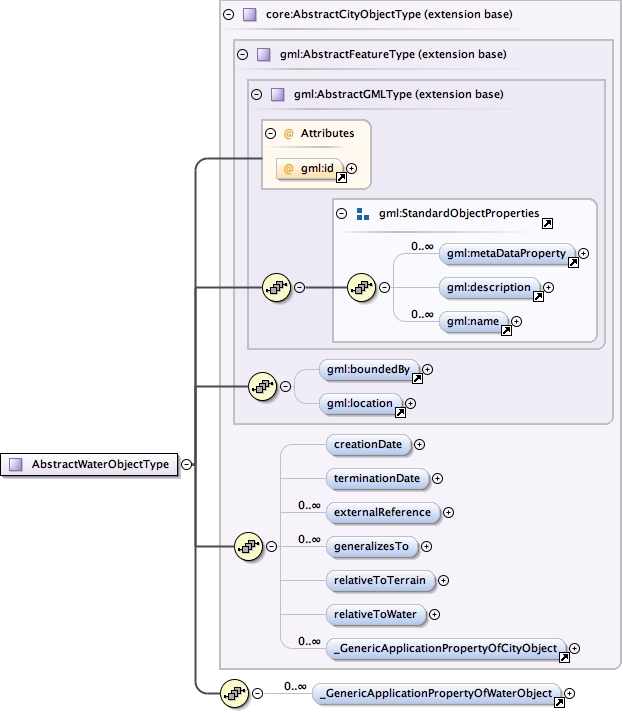 core:AbstractCityObjectType (extension base)
gml:AbstractFeatureType (extension base)
gml:AbstractGMLType (extension base)
@ Attributes
@ gml:id
gml:StandardObjectProperties
0..∞
gml:metaDataProperty
gml:description
0..∞
gml:name
gml:boundedBy
gml:location
AbstractWaterObjectType
creationDate
terminationDate
0..∞
externalReference
0..∞
generalizesTo
relativeToTerrain
relativeToWater
0..∞
_GenericApplicationPropertyOfCityObject
0..∞
_GenericApplicationPropertyOfWaterObject